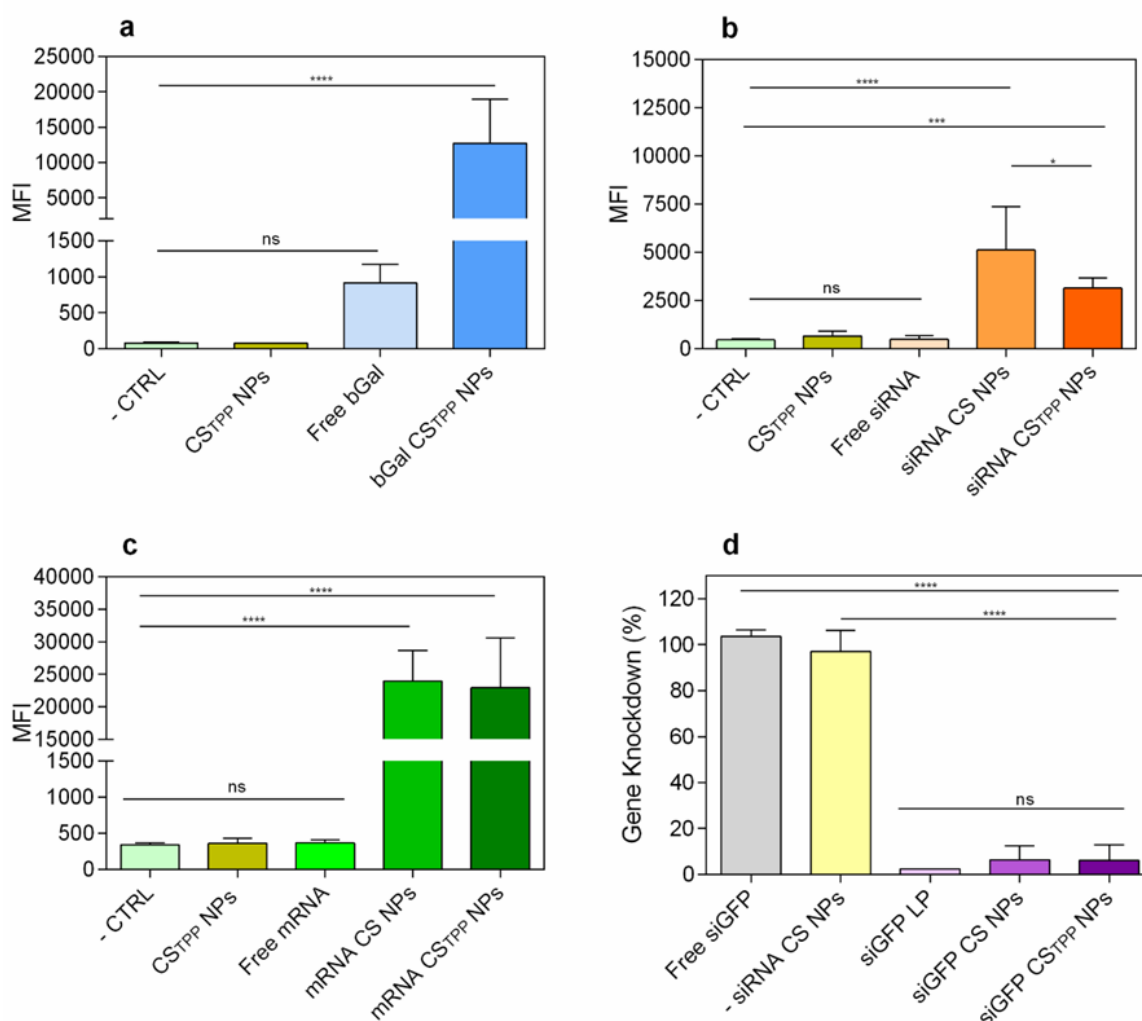 a
25000
20000
15000
10000
5000
1500
1000
500
0
MFI
****
ns
- CTRL
CSTPP NPs
Free bGal
bGal CSTPP NPs
b
15000
12500
10000
7500
5000
2500
0
MFI
****
***
*
ns
- CTRL
CSTPP NPs
Free siRNA
siRNA CS NPs
siRNA CSTPP NPs
c
40000
35000
30000
25000
20000
15000
1500
1000
500
0
MFI
****
****
ns
- CTRL
CSTPP NPs
Free mRNA
mRNA CS NPs
mRNA CSTPP NPs
d
120
100
80
60
40
20
0
Gene Knockdown (%)
****
****
ns
Free siGFP
- siRNA CS NPs
siGFP LP
siGFP CS NPs
siGFP CSTPP NPs